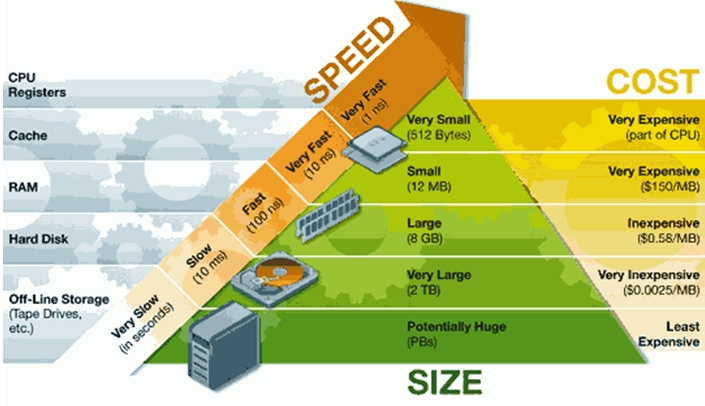 SPEED
COST
CPU
Registers
Very Fast
(1 ns)
Very Small
(512 Bytes)
Very Expensive
(part of CPU)
Cache
Very Fast
(10 ns)
Small
(12 MB)
Very Expensive
($150/MB)
RAM
Fast
(100 ns)
Large
(8 GB)
Inexpensive
($0.58/MB)
Hard Disk
Slow
(10 ms)
Very Large
(2 TB)
Very Inexpensive
($0.0025/MB)
Off-Line Storage
(Tape Drives,
etc.)
Very Slow
(in seconds)
Potentially Huge
(PBs)
Least
Expensive
SIZE